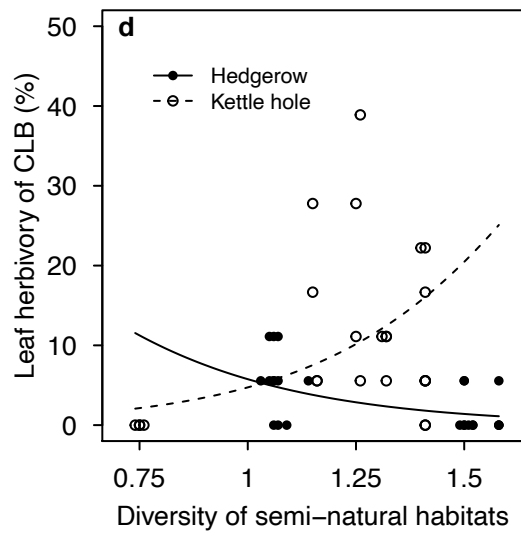 d
Hedgerow
Kettle hole
Leaf herbivory of CLB (%)
50
40
30
20
10
0
0.75 1 1.25 1.5
Diversity of semi−natural habitats